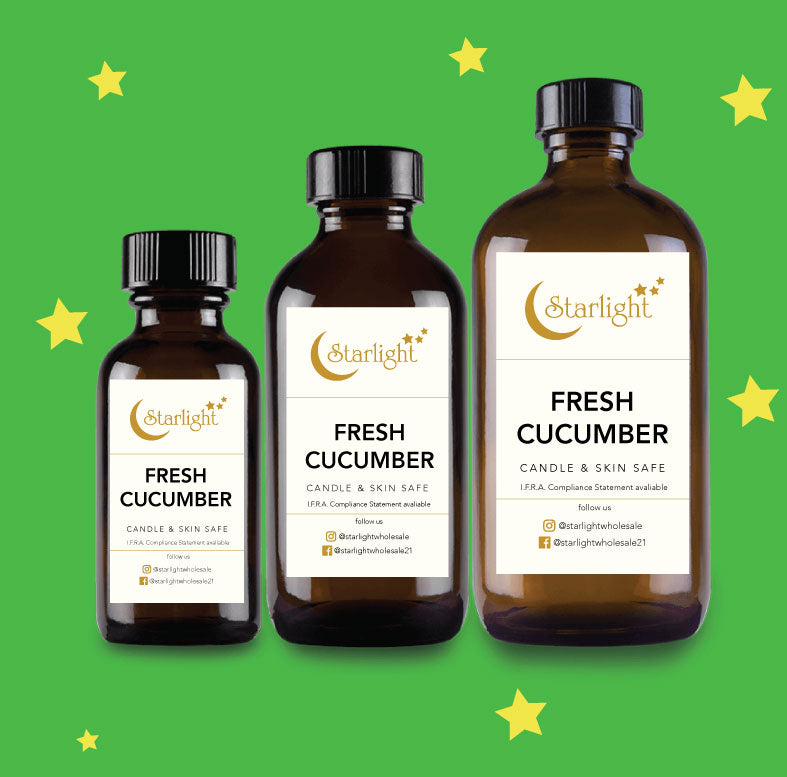 Starlight
FRESH
CUCUMBER
CANDLE & SKIN SAFE
I.F.R.A. Compliance Statement avaliable
follow us
@starlightwholesale
@starlightwholesale21
Starlight
FRESH
CUCUMBER
CANDLE & SKIN SAFE
I.F.R.A. Compliance Statement avaliable
follow us
@starlightwholesale
@starlightwholesale21
Starlight
FRESH
CUCUMBER
CANDLE & SKIN SAFE
I.F.R.A. Compliance Statement avaliable
follow us
@starlightwholesale
@starlightwholesale21